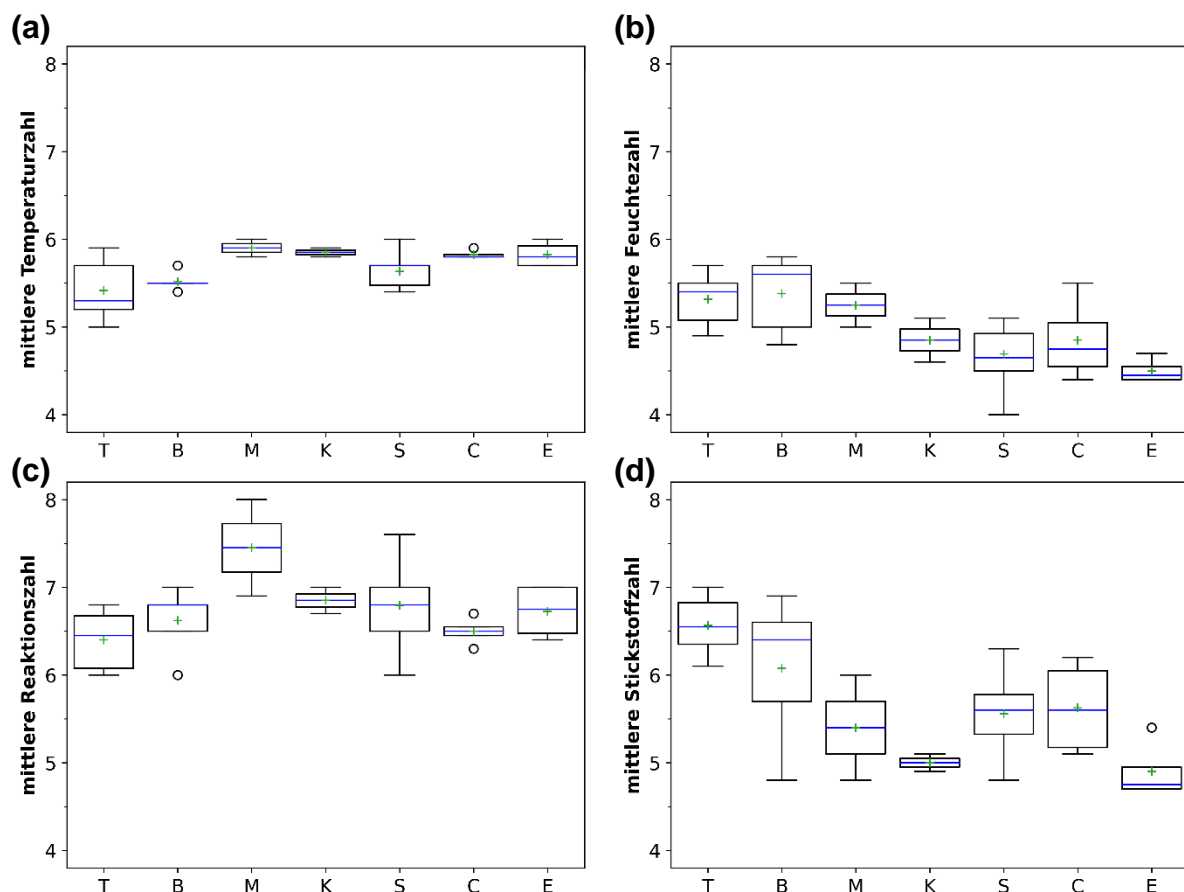 (a)
mittlere Temperaturzahl
8
7
6
5
4
T B M K S C E
(b)
mittlere Feuchtezahl
8
7
6
5
4
T B M K S C E
(c)
mittlere Reaktionszahl
8
7
6
5
4
T B M K S C E
(d)
mittlere Stickstoffzahl
8
7
6
5
4
T B M K S C E